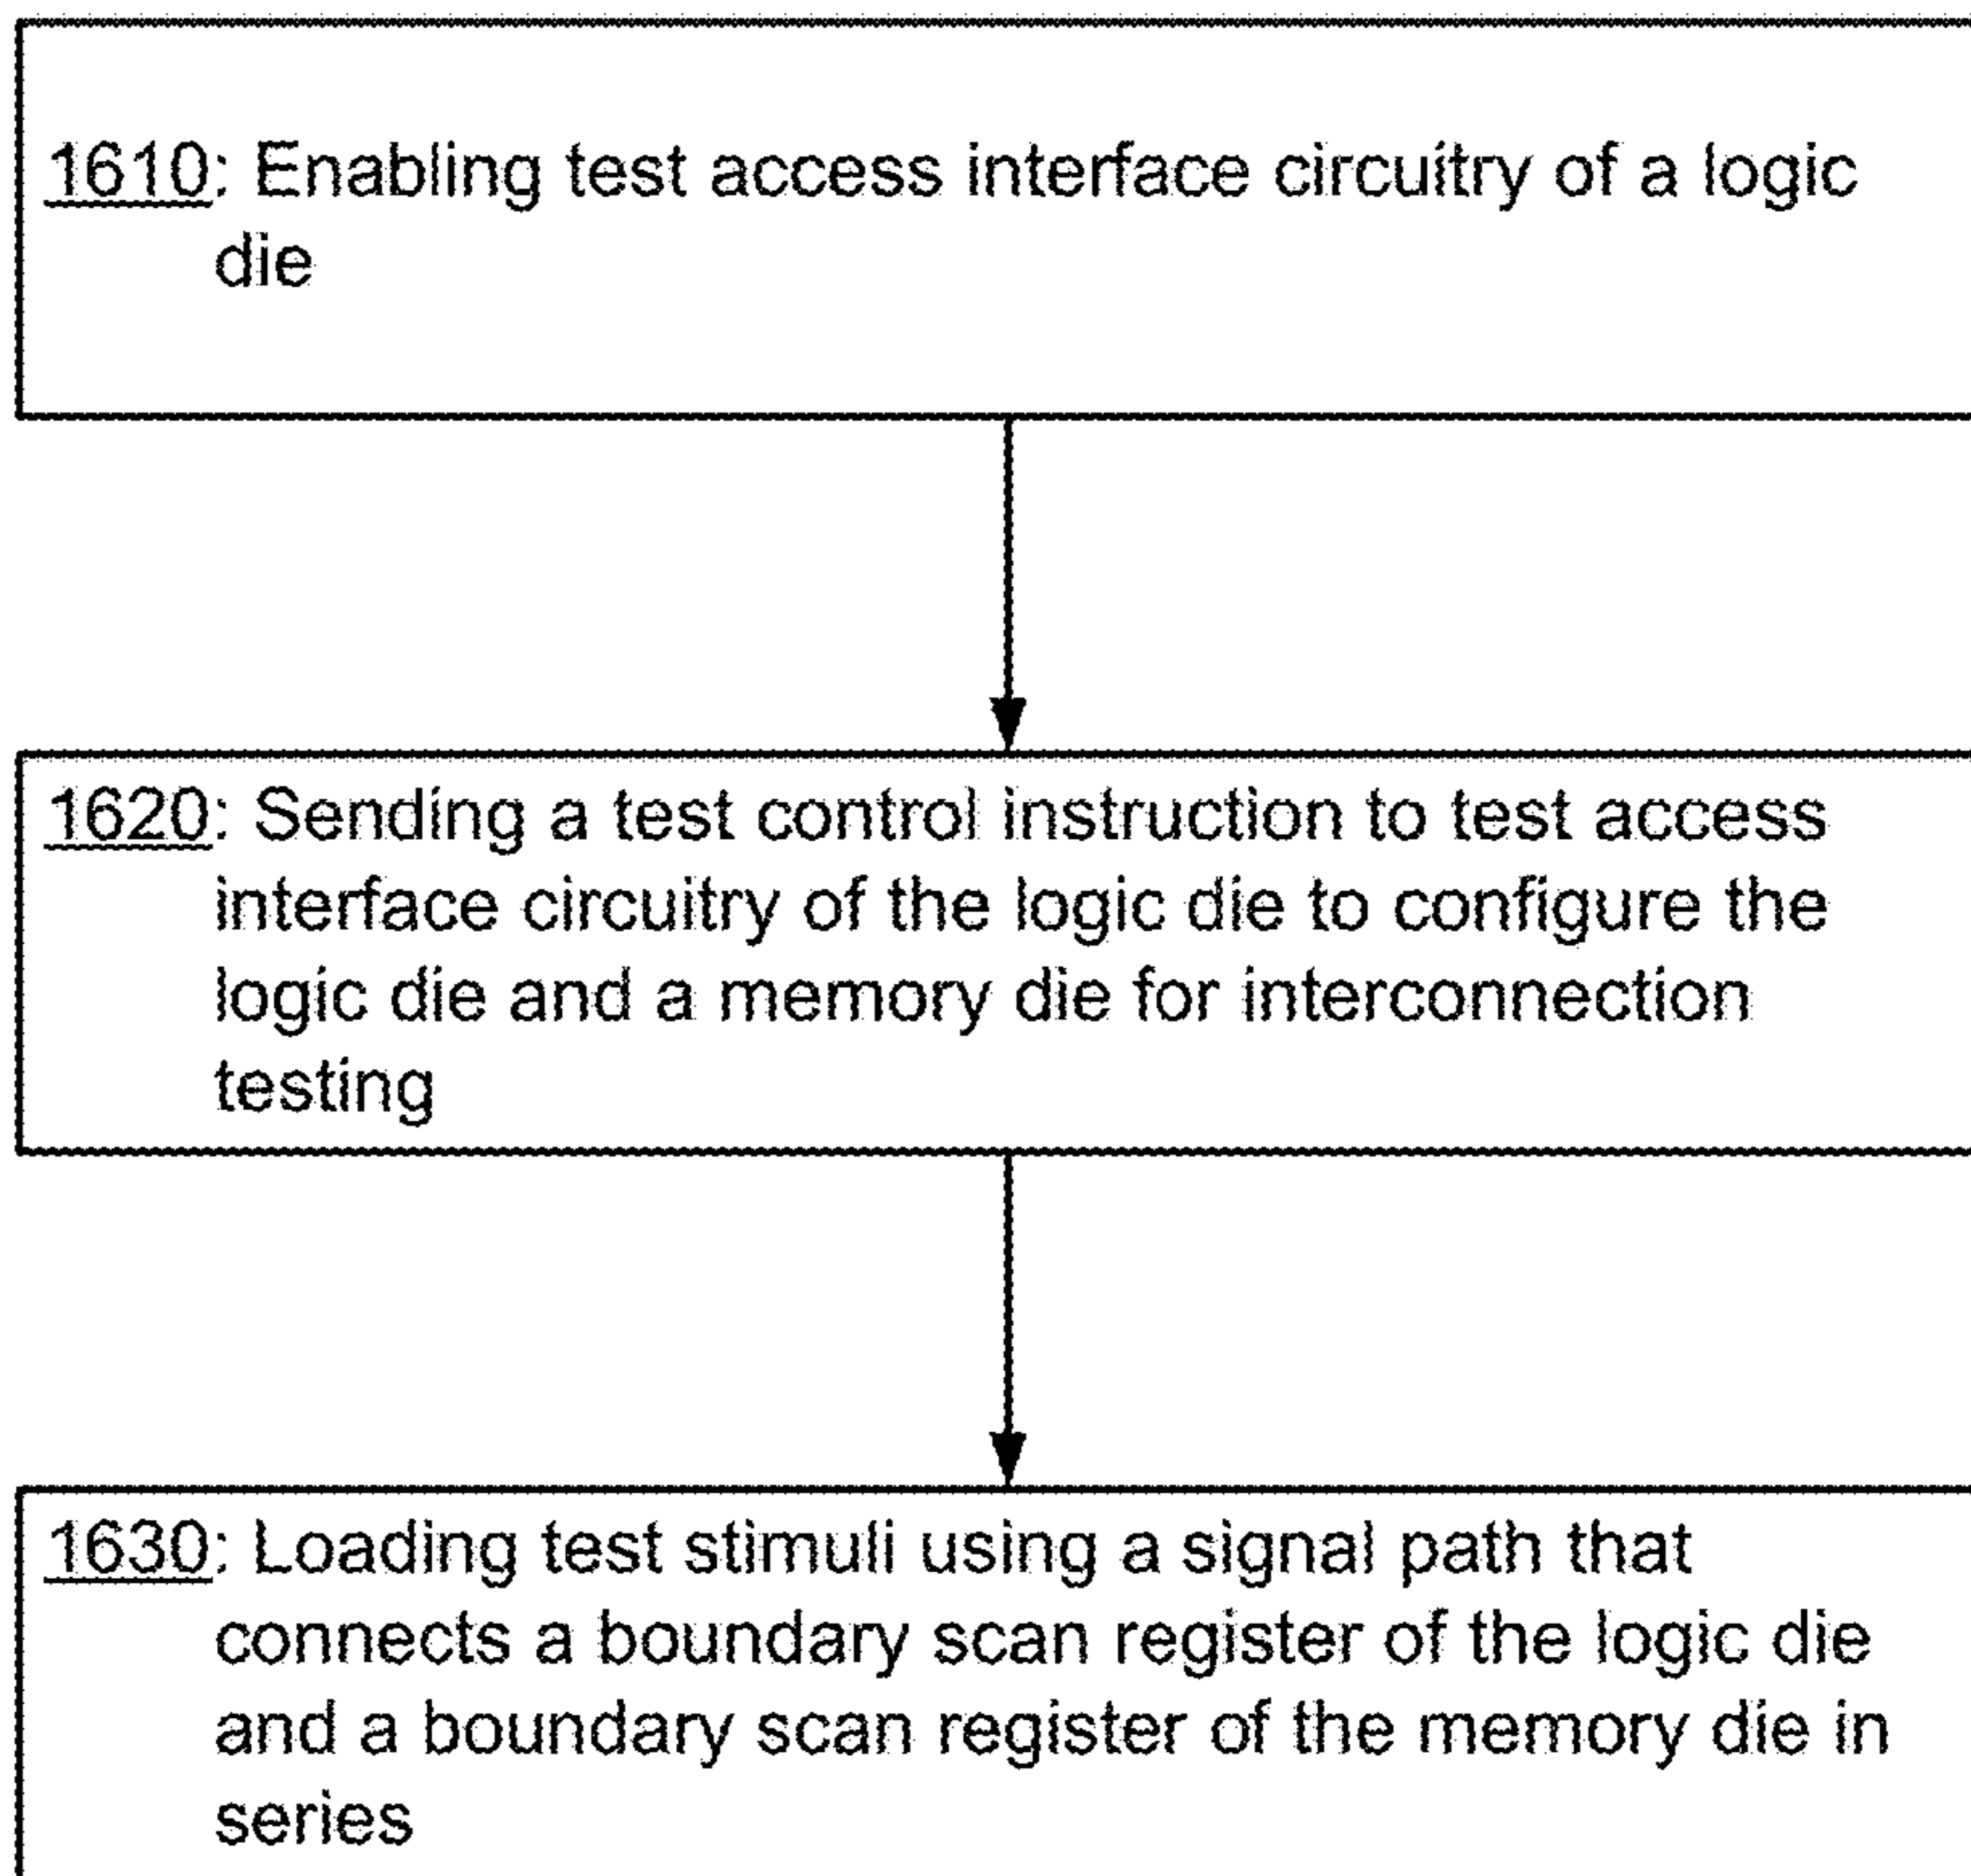 1610: Enabling test access interface circuitry of a logic
die
1620: Sending a test control instruction to test access
interface circuitry of the logic die to configure the
logic die and a memory die for interconnection
testing
1630: Loading test stimuli using a signal path that
connects a boundary scan register of the logic die
and a boundary scan register of the memory die in
series